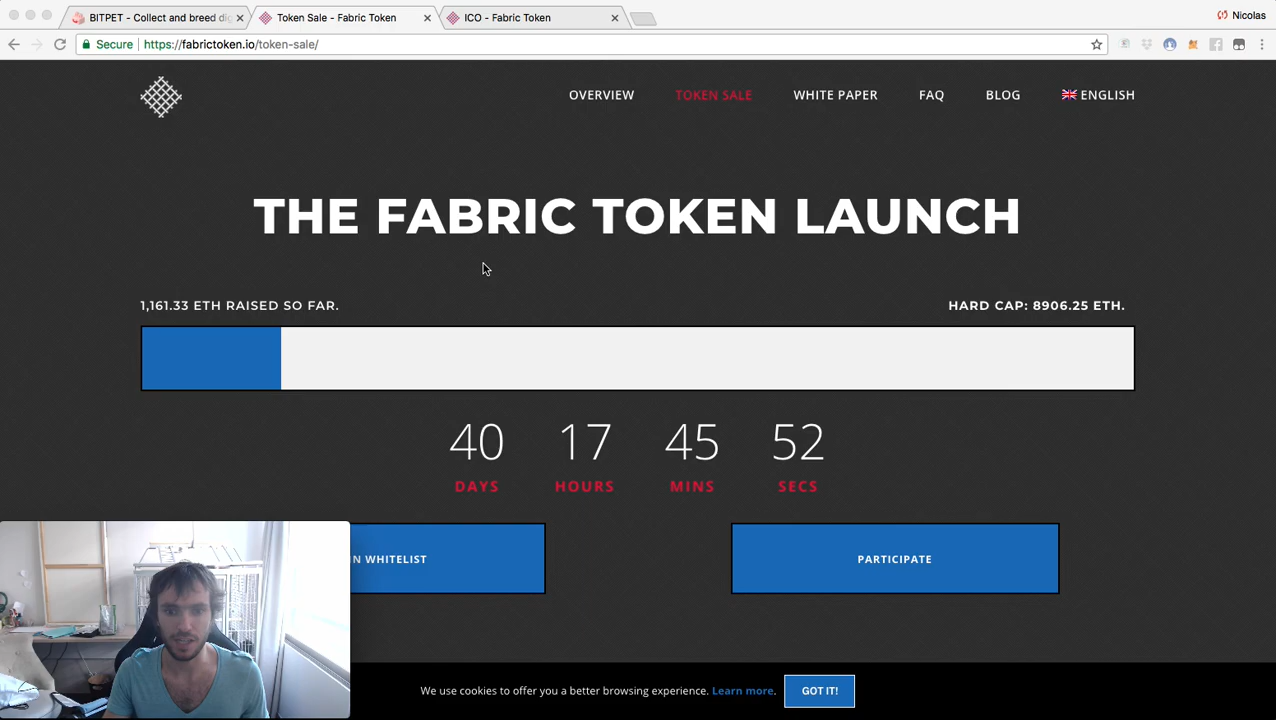 BITPET - Collect and breed di
Token Sale - Fabric Token
ICO - Fabric Token
Nicolas
Secure
https://fabrictoken.io/token-sale/
OVERVIEW
TOKEN SALE
WHITE PAPER
FAQ
BLOG
ENGLISH
THE FABRIC TOKEN LAUNCH
1,161.33 ETH RAISED SO FAR.
HARD CAP: 8906.25 ETH.
40 17 45 52
DAYS HOURS MINS SECS
N WHITELIST
PARTICIPATE
We use cookies to offer you a better browsing experience. Learn more.
GOT IT!